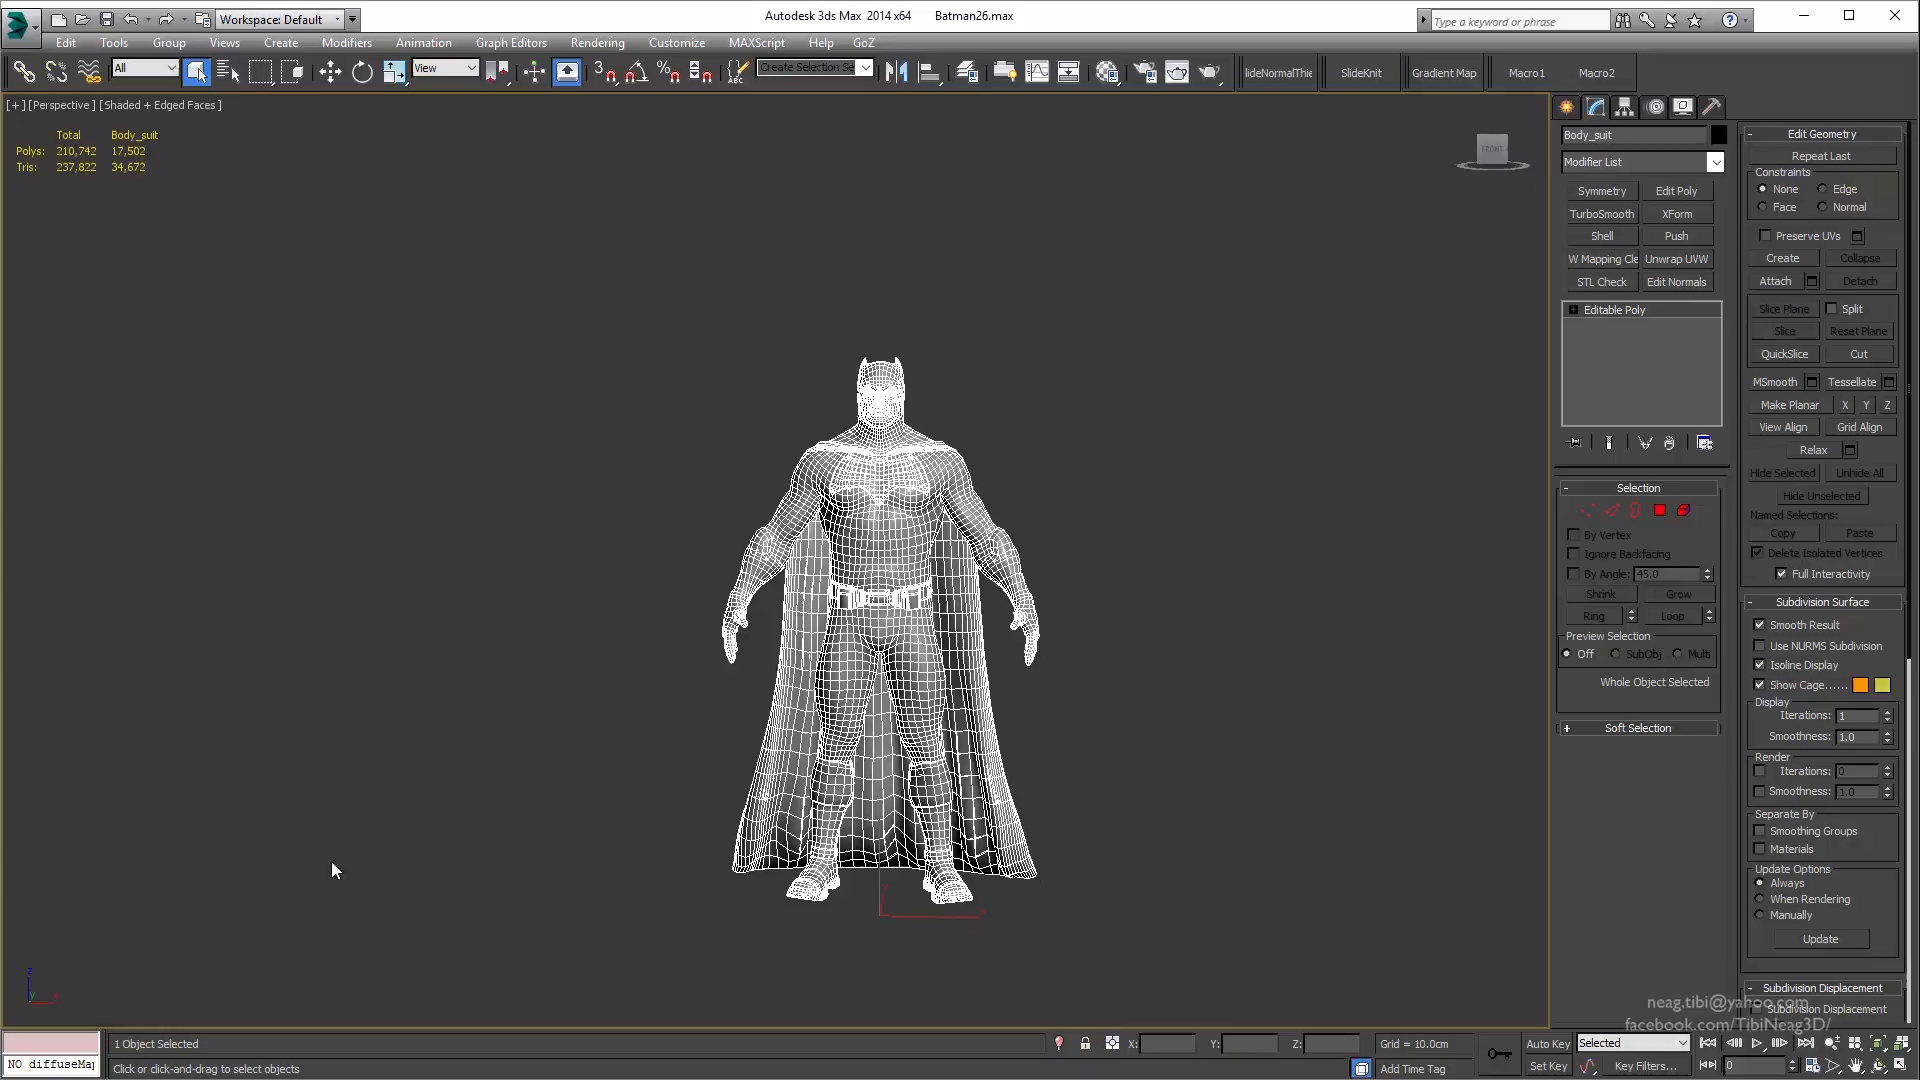 Workspace: Default
Autodesk 3ds Max 2014 x64 Batman26.max
Type a keyword or phrase
Edit Tools Group Views Create Modifiers Animation Graph Editors Rendering Customize MAXScript Help GoZ
All
View
Create Selection Se
lideNormalThie SlideKnit Gradient Map Macro1 Macro2
[+] [Perspective] [Shaded + Edged Faces]
Total Body_suit
Polys: 210,742 17,502
Tris: 237,822 34,672
FRONT
Body_suit
Modifier List
Symmetry Edit Poly
TurboSmooth XForm
Shell Push
W Mapping Cle Unwrap UVW
STL Check Edit Normals
Editable Poly
- Selection
By Vertex
Ignore Backfacing
By Angle: 45.0
Shrink Grow
Ring Loop
Preview Selection
Off SubObj Multi
Whole Object Selected
+ Soft Selection
- Edit Geometry
Repeat Last
Constraints
None Edge
Face Normal
Preserve UVs
Create Collapse
Attach Detach
Slice Plane Split
Slice Reset Plane
QuickSlice Cut
MSmooth Tessellate
Make Planar X Y Z
View Align Grid Align
Relax
Hide Selected Unhide All
Hide Unselected
Named Selections:
Copy Paste
Delete Isolated Vertices
Full Interactivity
- Subdivision Surface
Smooth Result
Use NURMS Subdivision
Isoline Display
Show Cage......
Display
Iterations: 1
Smoothness: 1.0
Render
Iterations: 0
Smoothness: 1.0
Separate By
Smoothing Groups
Materials
Update Options
Always
When Rendering
Manually
Update
- Subdivision Displacement
Subdivision Displacement
neag.tibi@yahoo.com
facebook.com/TibiNeag3D/
z
y x
NO diffuseMap
1 Object Selected
Click or click-and-drag to select objects
X: Y: Z:
Grid = 10.0cm
Add Time Tag
Auto Key Selected
Set Key Key Filters...
0